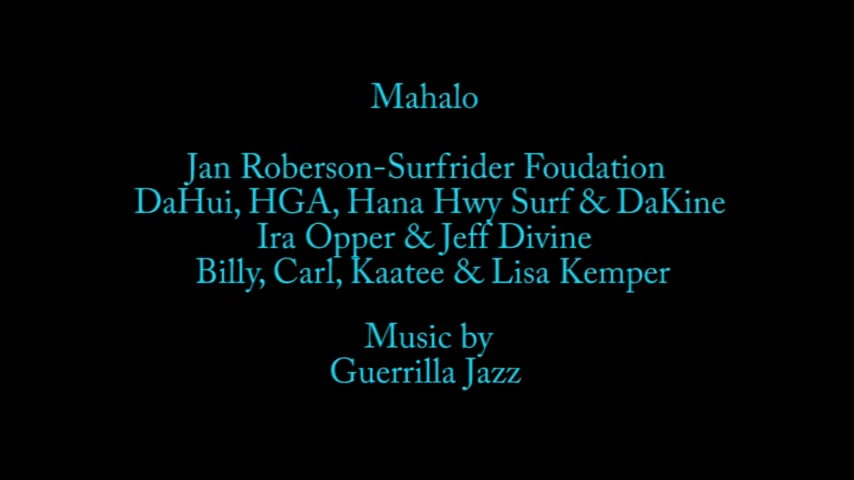 Mahalo
Jan Roberson-Surfrider Foudation
DaHui, HGA, Hana Hwy Surf & DaKine
Ira Opper & Jeff Divine
Billy, Carl, Kaatee & Lisa Kemper
Music by
Guerrilla Jazz